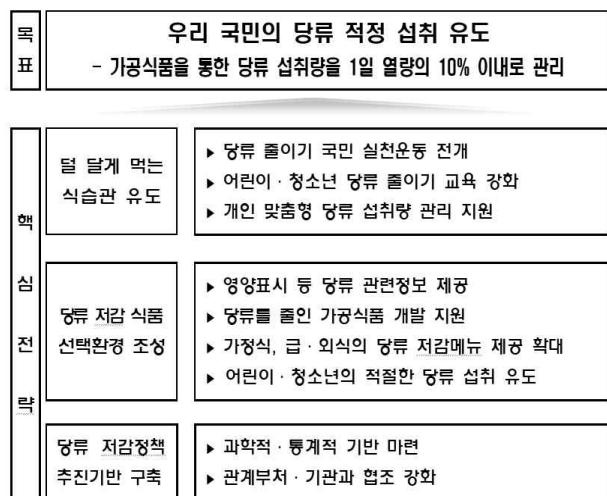 목표
우리 국민의 당류 적정 섭취 유도
- 가공식품을 통한 당류 섭취량을 1일 열량의 10% 이내로 관리
핵심전략
덜 달게 먹는
식습관 유도
▸ 당류 줄이기 국민 실천운동 전개
▸ 어린이·청소년 당류 줄이기 교육 강화
▸ 개인 맞춤형 당류 섭취량 관리 지원
당류 저감 식품
선택환경 조성
▸ 영양표시 등 당류 관련정보 제공
▸ 당류를 줄인 가공식품 개발 지원
▸ 가정식, 급·외식의 당류 저감메뉴 제공 확대
▸ 어린이·청소년의 적절한 당류 섭취 유도
당류 저감정책
추진기반 구축
▸ 과학적·통계적 기반 마련
▸ 관계부처·기관과 협조 강화